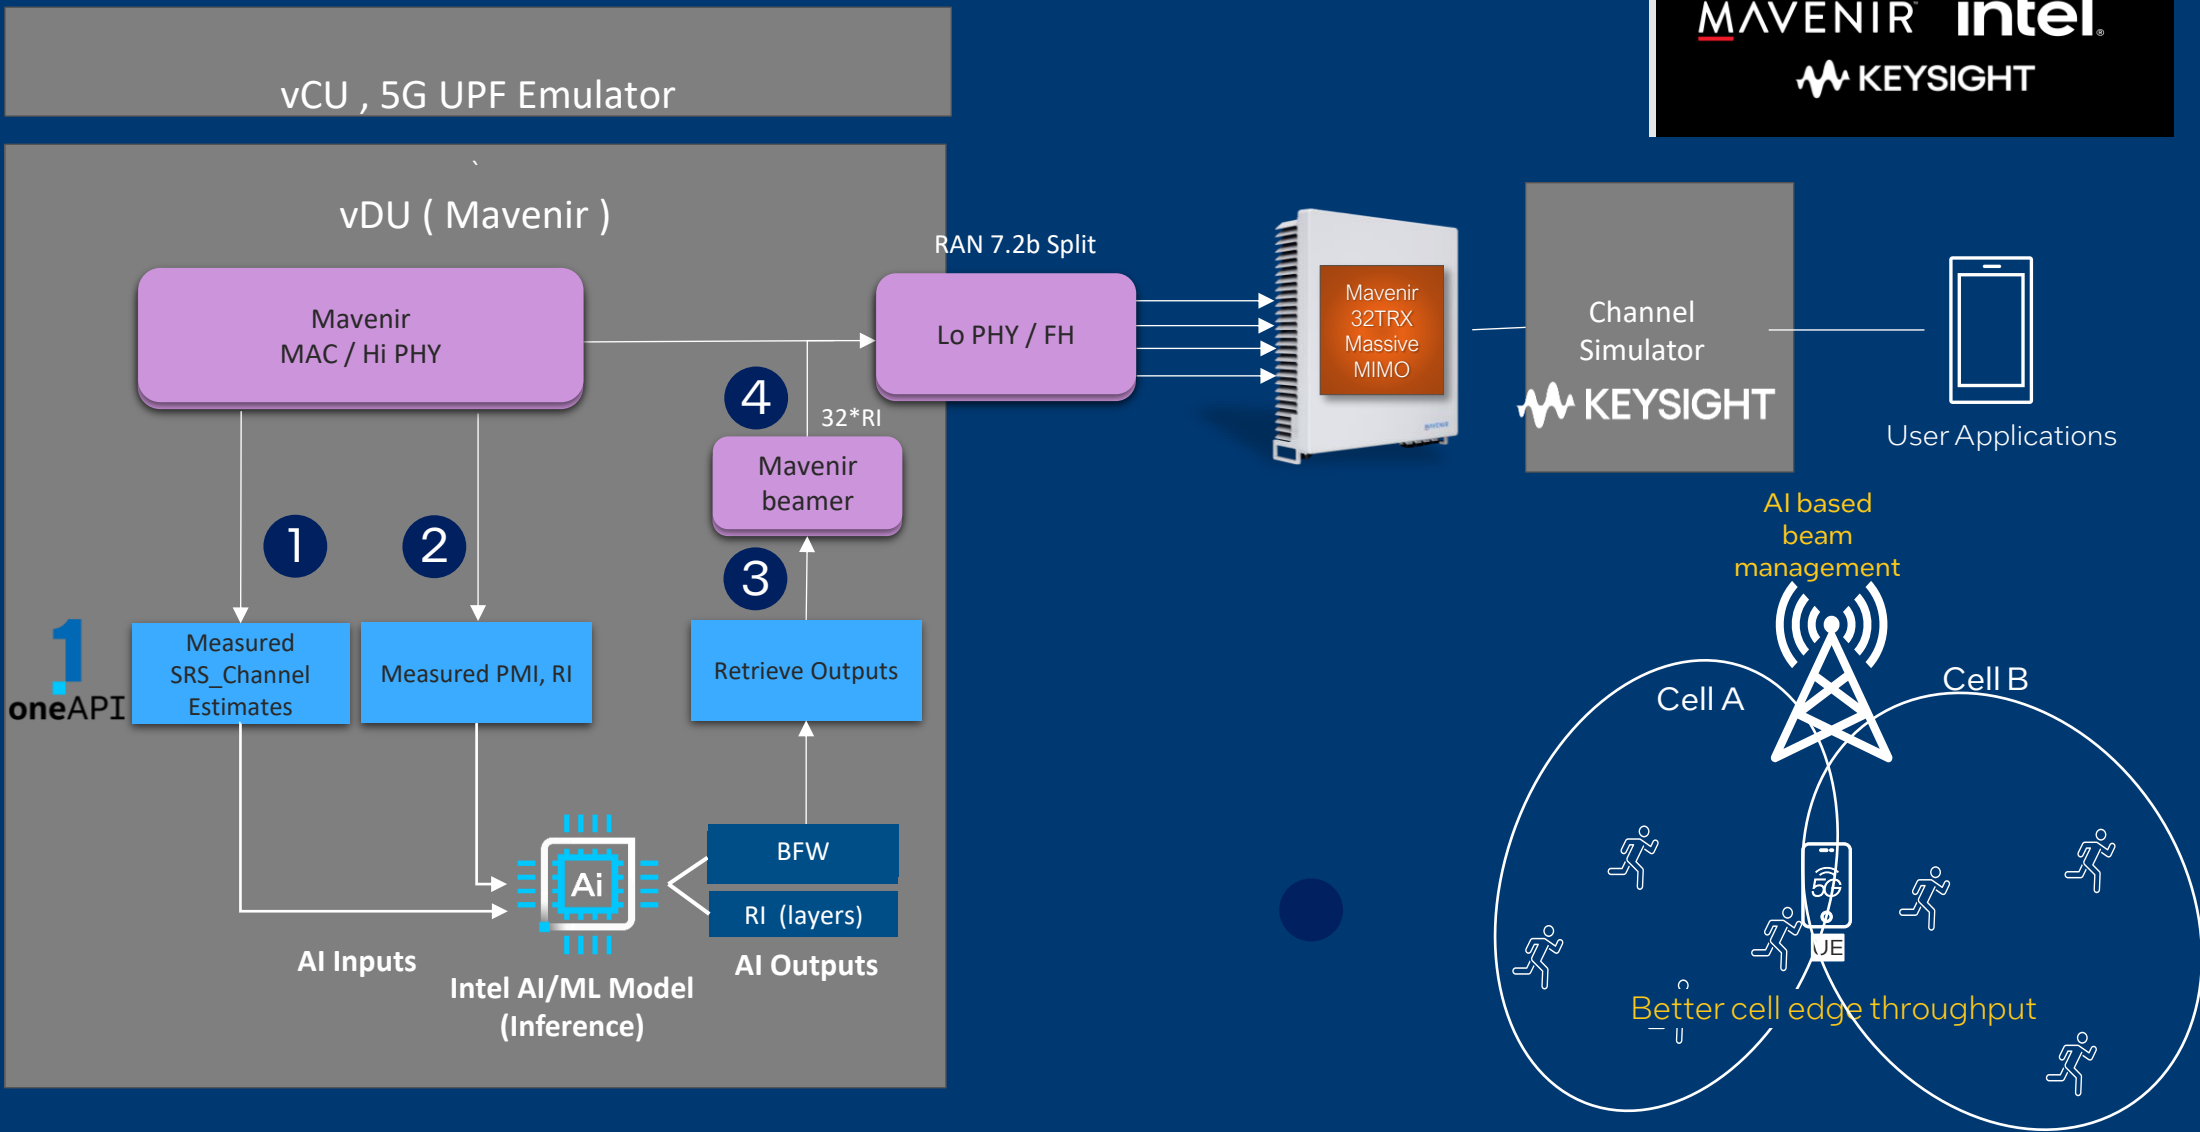 MAVENIR intel.
KEYSIGHT
vCU , 5G UPF Emulator
`
vDU ( Mavenir )
Mavenir
MAC / Hi PHY
RAN 7.2b Split
Lo PHY / FH
Mavenir
32TRX
Massive
MIMO
Channel
Simulator
KEYSIGHT
User Applications
4
32*RI
Mavenir
beamer
1
2
3
oneAPI
Measured
SRS_Channel
Estimates
Measured PMI, RI
Retrieve Outputs
Ai
BFW
RI (layers)
AI Inputs
AI Outputs
Intel AI/ML Model
(Inference)
AI based
beam
management
Cell A
Cell B
5G
UE
Better cell edge throughput